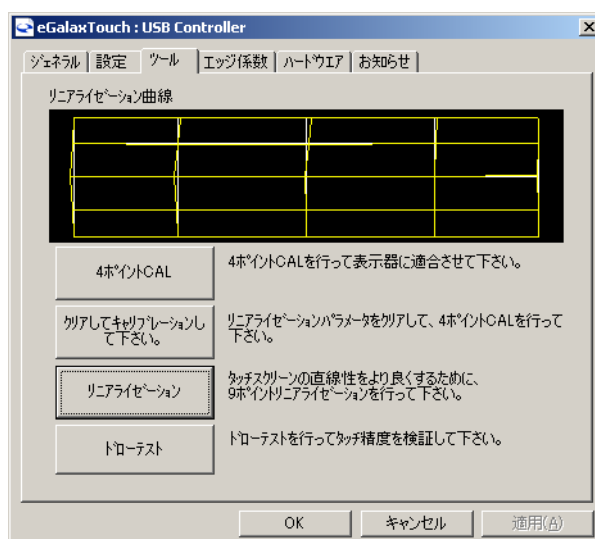 eGalaxTouch : USB Controller
ｼﾞｪﾈﾗﾙ
設定
ﾂｰﾙ
ｴｯｼﾞ係数
ﾊｰﾄﾞｳｴｱ
お知らせ
ﾘﾆｱﾗｲｾﾞｰｼｮﾝ曲線
4ﾎﾟｲﾝﾄCAL
4ﾎﾟｲﾝﾄCALを行って表示器に適合させて下さい。
ｸﾘｱしてｷｬﾘﾌﾞﾚｰｼｮﾝし
て下さい。
ﾘﾆｱﾗｲｾﾞｰｼｮﾝﾊﾟﾗﾒｰﾀをｸﾘｱして、4ﾎﾟｲﾝﾄCALを行って
下さい。
ﾘﾆｱﾗｲｾﾞｰｼｮﾝ
ﾀｯﾁｽｸﾘｰﾝの直線性をより良くするために、
9ﾎﾟｲﾝﾄﾘﾆｱﾗｲｾﾞｰｼｮﾝを行って下さい。
ﾄﾞﾛｰﾃｽﾄ
ﾄﾞﾛｰﾃｽﾄを行ってﾀｯﾁ精度を検証して下さい。
OK
キャンセル
適用(A)